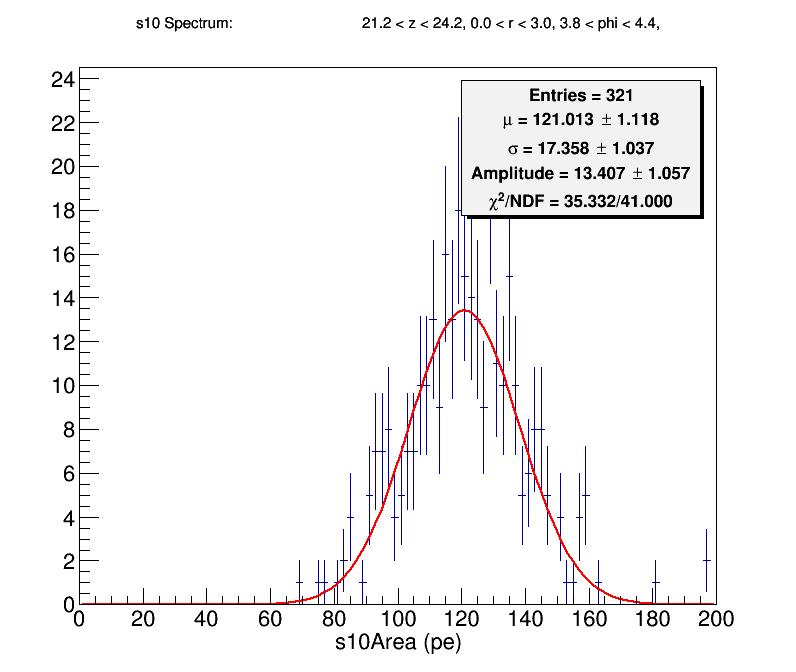 s10 Spectrum: 21.2 < z < 24.2, 0.0 < r < 3.0, 3.8 < phi < 4.4,
Entries = 321
μ = 121.013 ± 1.118
σ = 17.358 ± 1.037
Amplitude = 13.407 ± 1.057
χ²/NDF = 35.332/41.000
24
22
20
18
16
14
12
10
8
6
4
2
0
0 20 40 60 80 100 120 140 160 180 200
s10Area (pe)